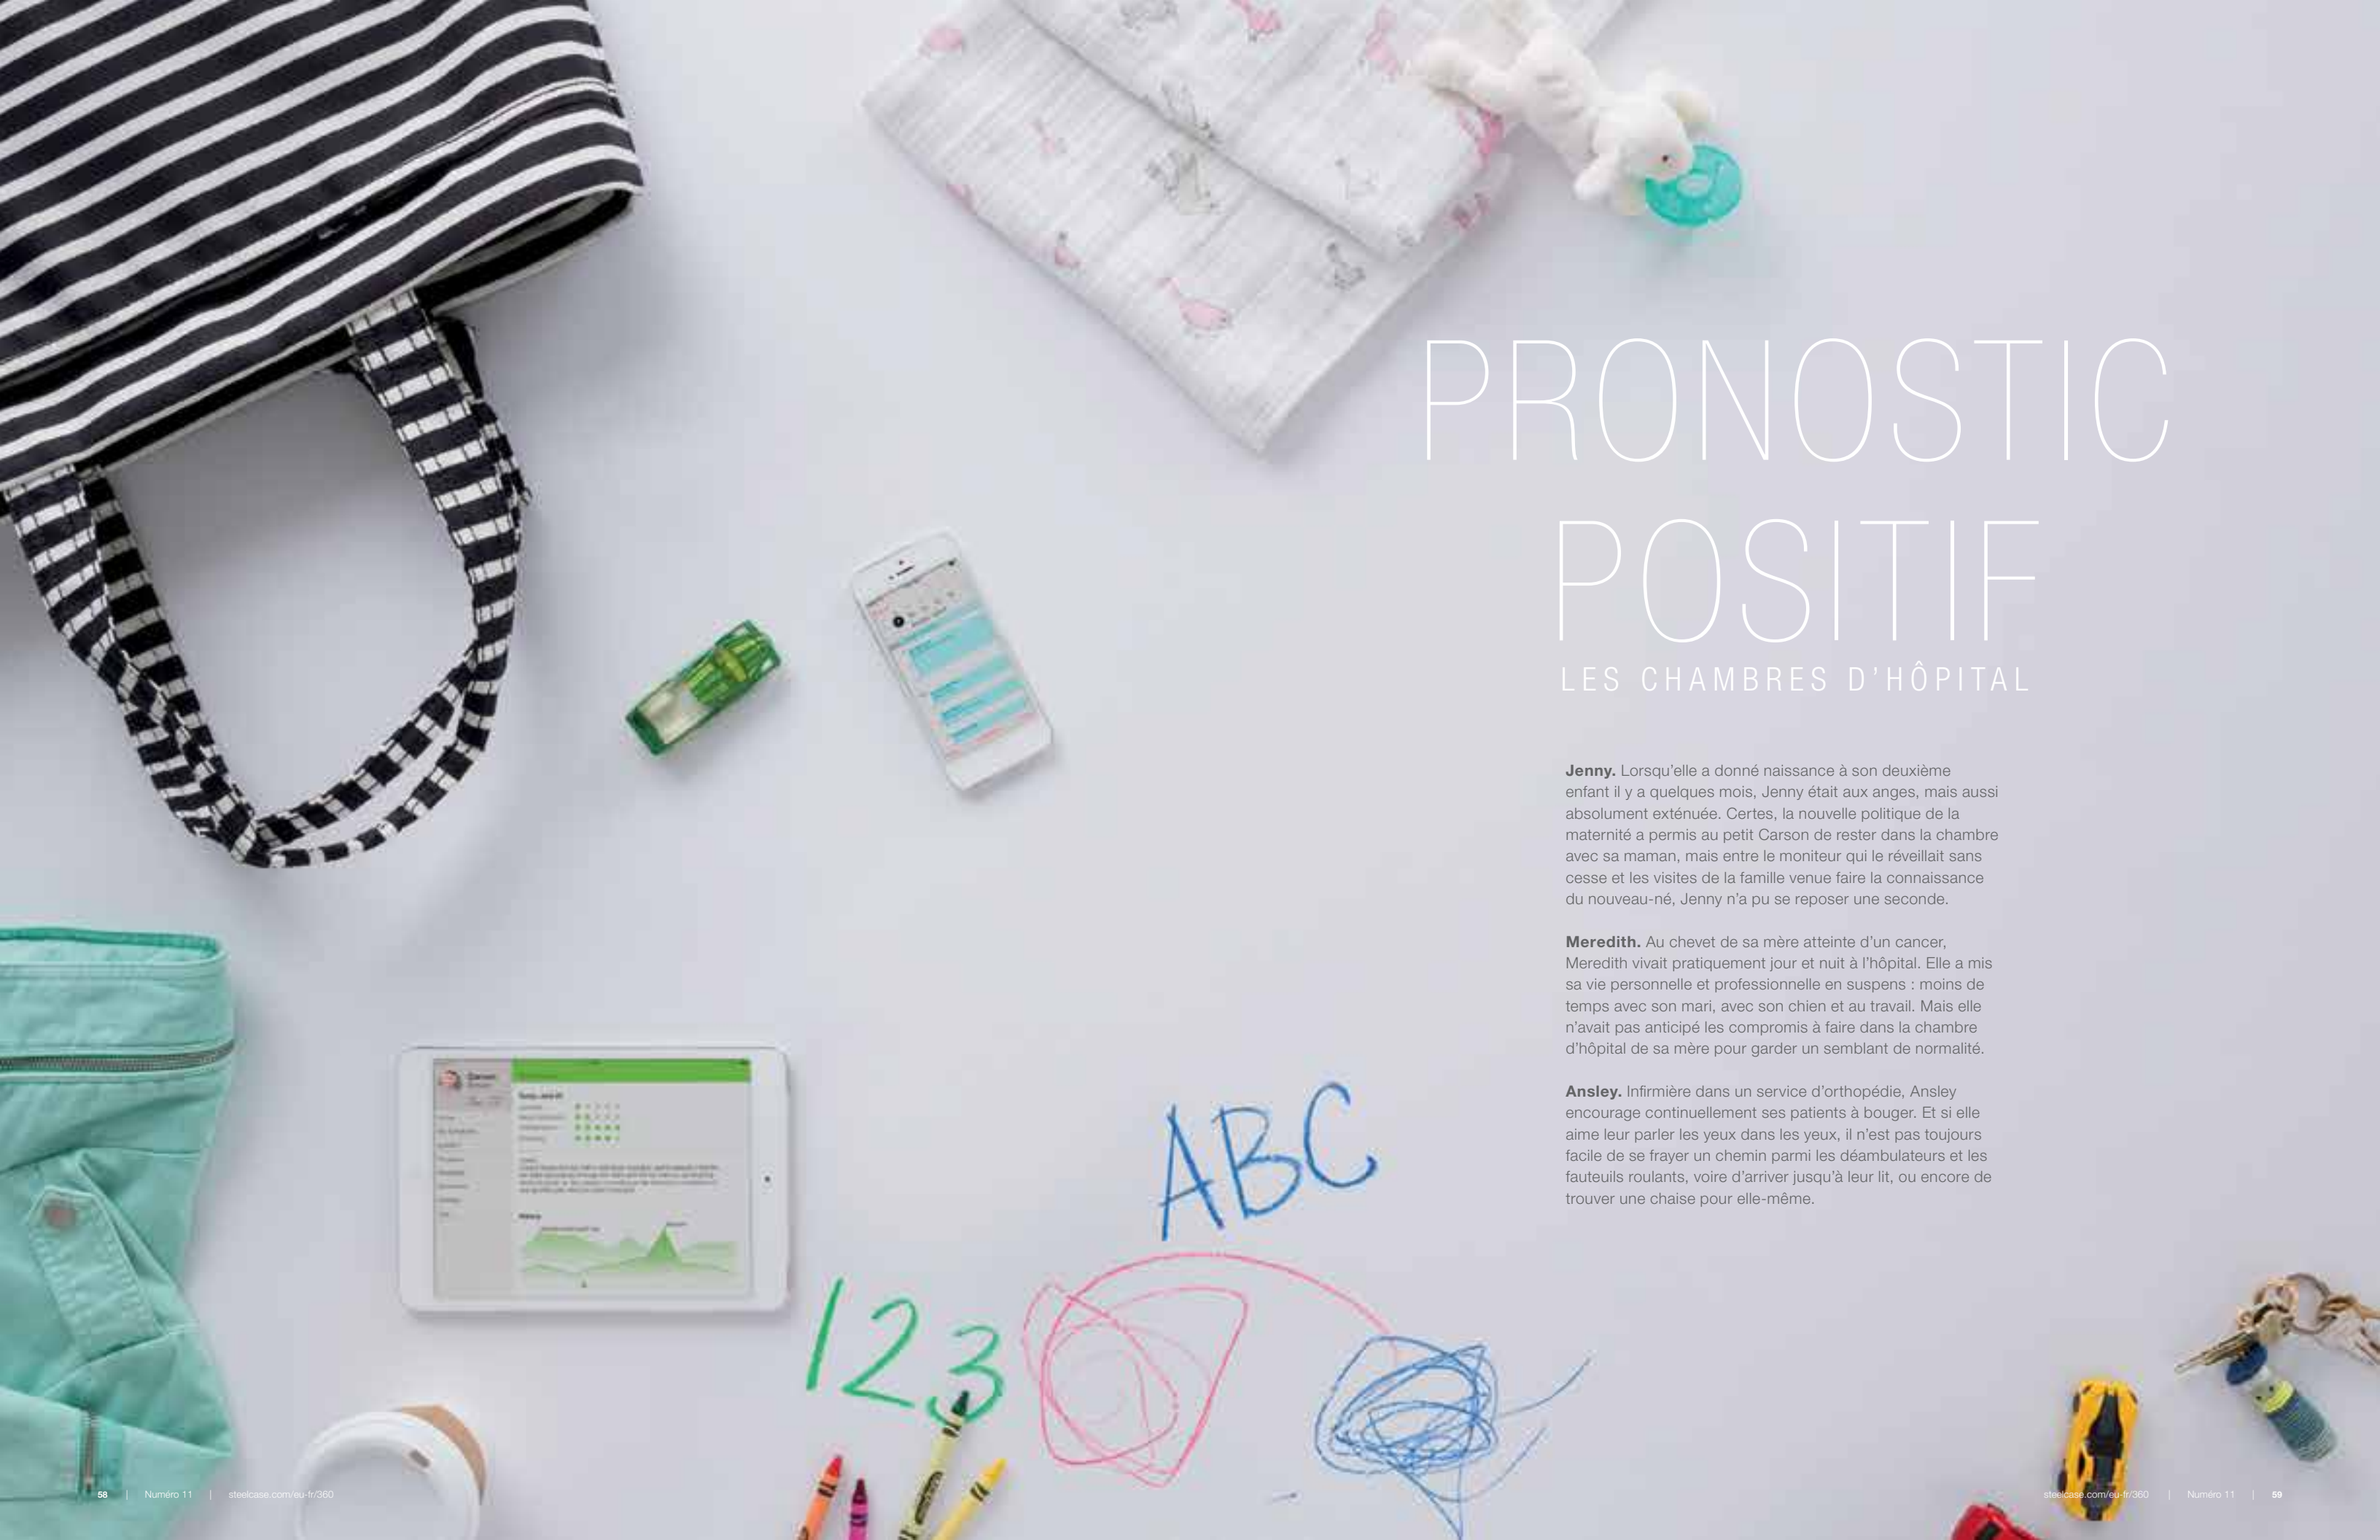 PRONOSTIC
POSITIF
LES CHAMBRES D'HÔPITAL
Jenny. Lorsqu'elle a donné naissance à son deuxième
enfant il y a quelques mois, Jenny était aux anges, mais aussi
absolument exténuée. Certes, la nouvelle politique de la
maternité a permis au petit Carson de rester dans la chambre
avec sa maman, mais entre le moniteur qui le réveillait sans
cesse et les visites de la famille venue faire la connaissance
du nouveau-né, Jenny n'a pu se reposer une seconde.
Meredith. Au chevet de sa mère atteinte d'un cancer,
Meredith vivait pratiquement jour et nuit à l'hôpital. Elle a mis
sa vie personnelle et professionnelle en suspens : moins de
temps avec son mari, avec son chien et au travail. Mais elle
n'avait pas anticipé les compromis à faire dans la chambre
d'hôpital de sa mère pour garder un semblant de normalité.
Ansley. Infirmière dans un service d'orthopédie, Ansley
encourage continuellement ses patients à bouger. Et si elle
aime leur parler les yeux dans les yeux, il n'est pas toujours
facile de se frayer un chemin parmi les déambulateurs et les
fauteuils roulants, voire d'arriver jusqu'à leur lit, ou encore de
trouver une chaise pour elle-même.
ABC
123
58 | Numéro 11 | steelcase.com/eu-fr/360
steelcase.com/eu-fr/360 | Numéro 11 | 59